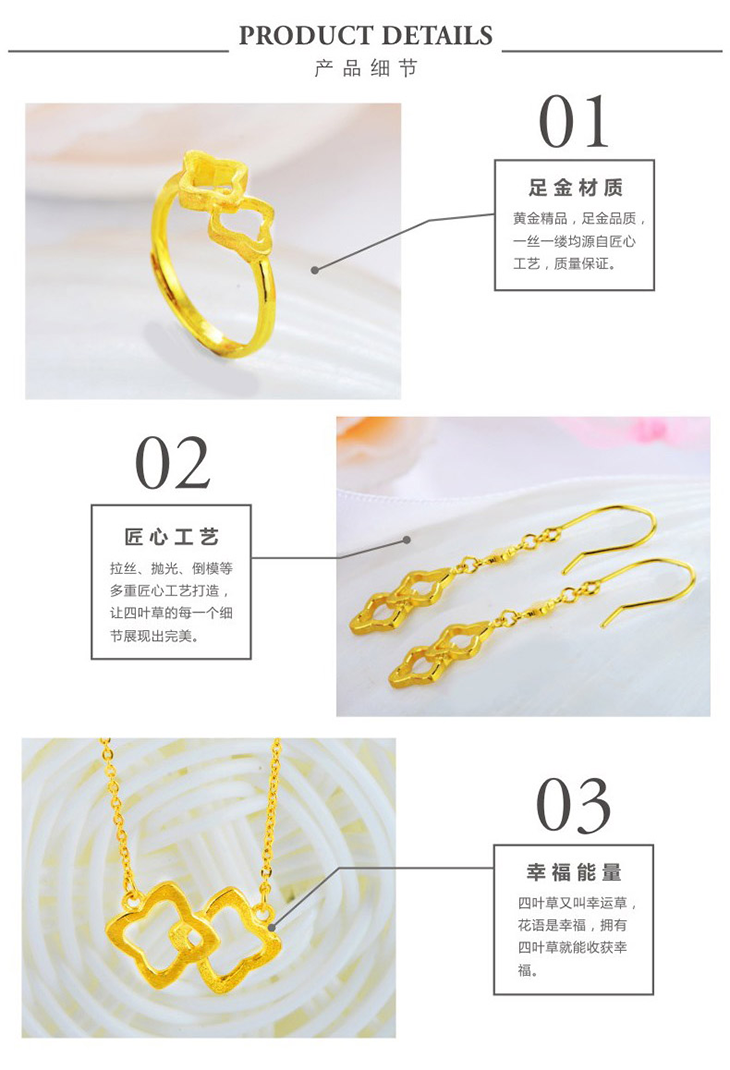 PRODUCT DETAILS
产品细节
01
足金材质
黄金精品，足金品质，
一丝一缕均源自匠心
工艺，质量保证。
02
匠心工艺
拉丝、抛光、倒模等
多重匠心工艺打造，
让四叶草的每一个细
节展现出完美。
03
幸福能量
四叶草又叫幸运草，
花语是幸福，拥有
四叶草就能收获幸
福。